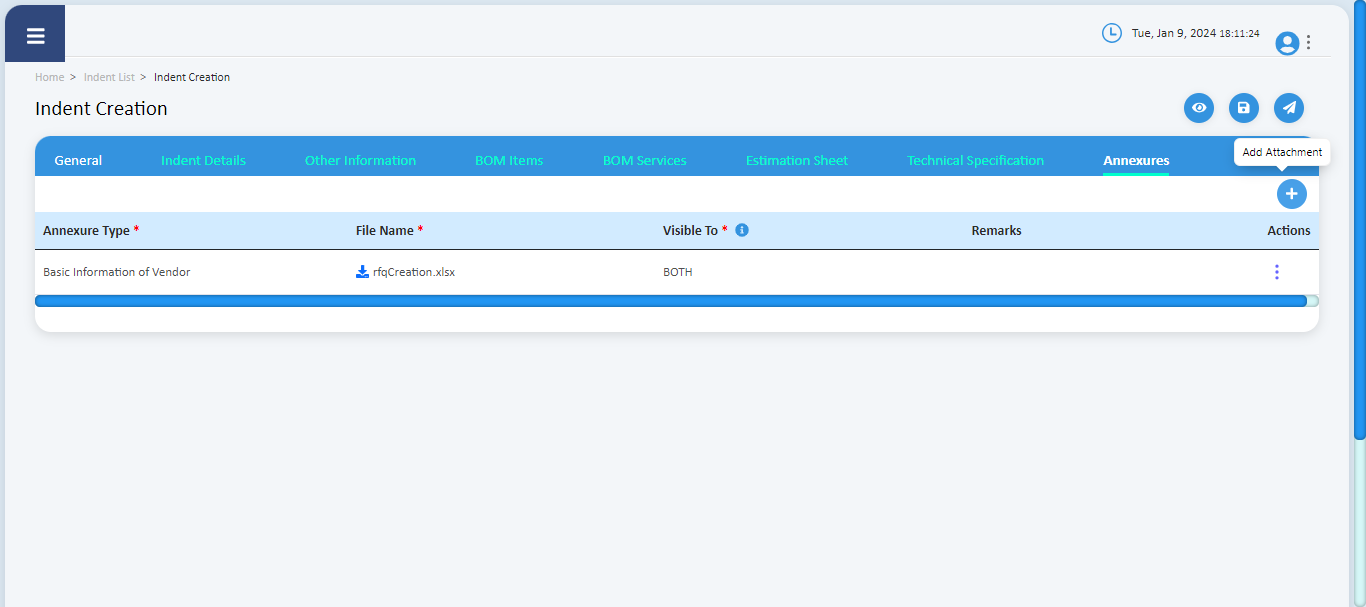 Tue, Jan 9, 2024 18:11:24
Home > Indent List > Indent Creation
Indent Creation
General Indent Details Other Information BOM Items BOM Services Estimation Sheet Technical Specification Annexures
Add Attachment
Annexure Type * File Name * Visible To * Remarks Actions
Basic Information of Vendor rfqCreation.xlsx BOTH